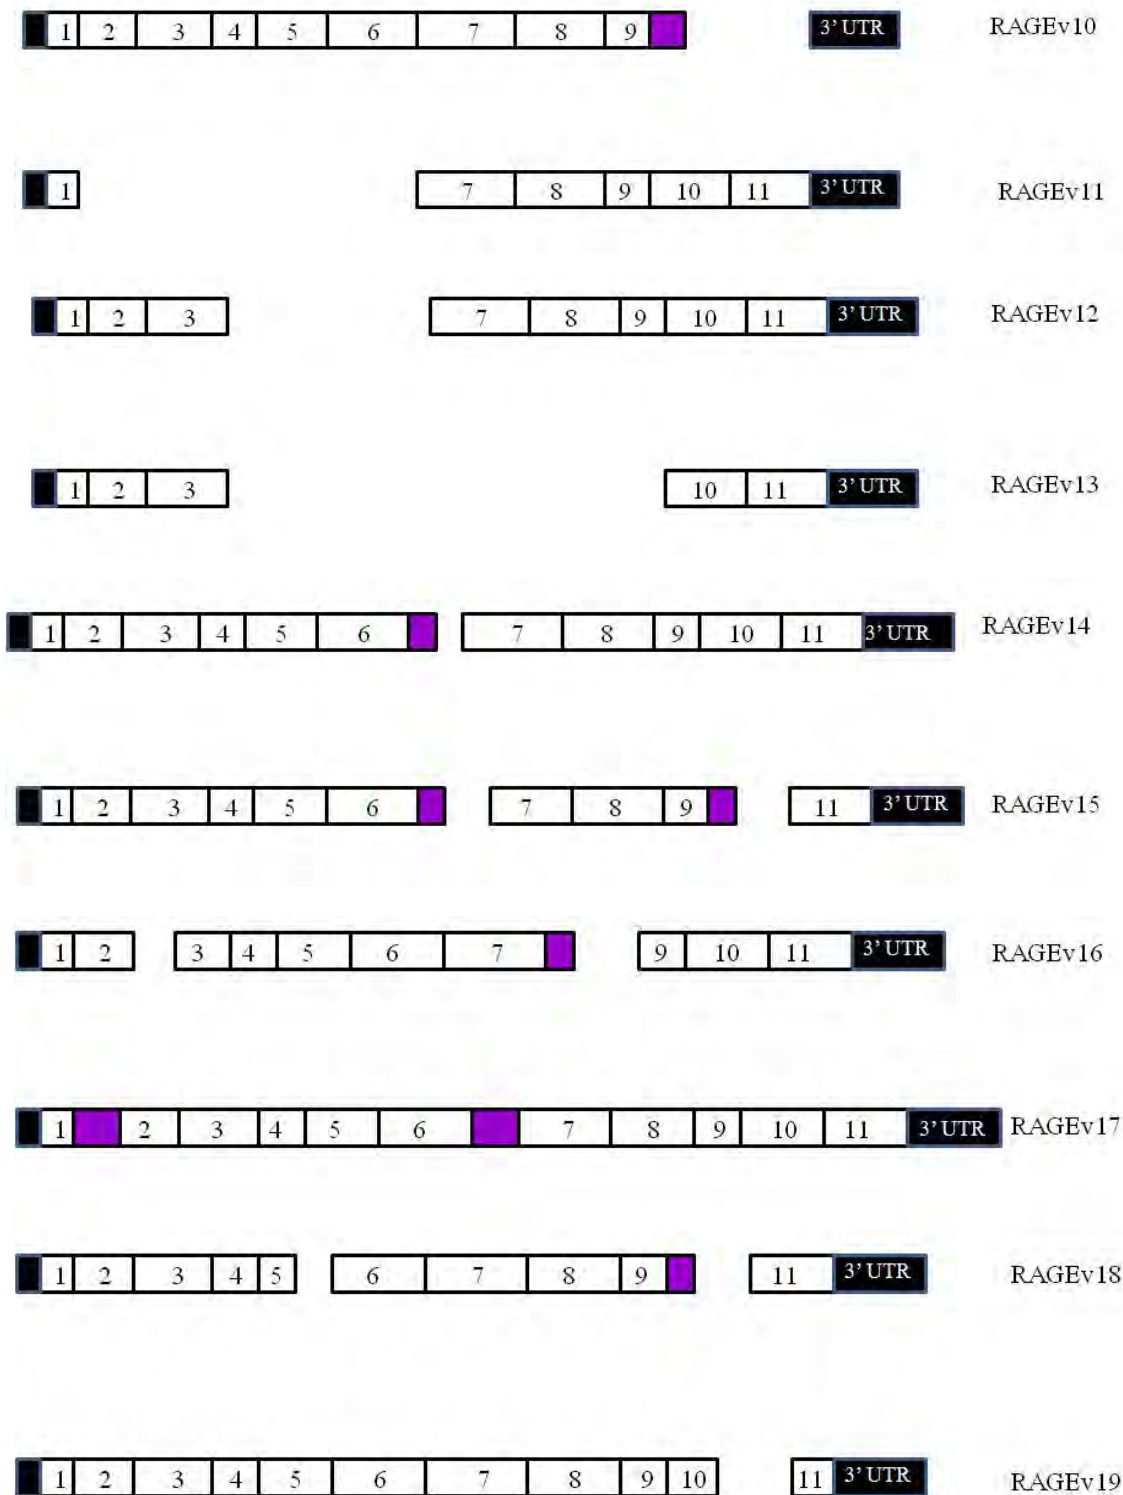 1 2 3 4 5 6 7 8 9 3’ UTR RAGEv10
1 7 8 9 10 11 3’ UTR RAGEv11
1 2 3 7 8 9 10 11 3’ UTR RAGEv12
1 2 3 10 11 3’ UTR RAGEv13
1 2 3 4 5 6 7 8 9 10 11 3’ UTR RAGEv14
1 2 3 4 5 6 7 8 9 11 3’ UTR RAGEv15
1 2 3 4 5 6 7 9 10 11 3’ UTR RAGEv16
1 2 3 4 5 6 7 8 9 10 11 3’ UTR RAGEv17
1 2 3 4 5 6 7 8 9 11 3’ UTR RAGEv18
1 2 3 4 5 6 7 8 9 10 11 3’ UTR RAGEv19